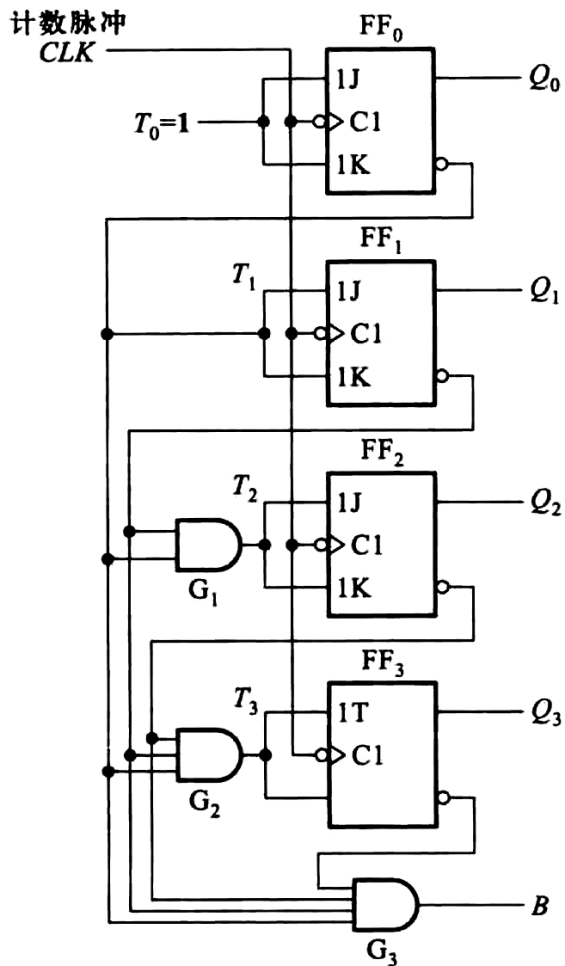 计数脉冲
CLK
FF₀
1J
Q₀
T₀=1
C1
1K
FF₁
T₁
1J
Q₁
C1
1K
FF₂
T₂
1J
Q₂
C1
G₁
1K
FF₃
T₃
1T
Q₃
C1
G₂
B
G₃